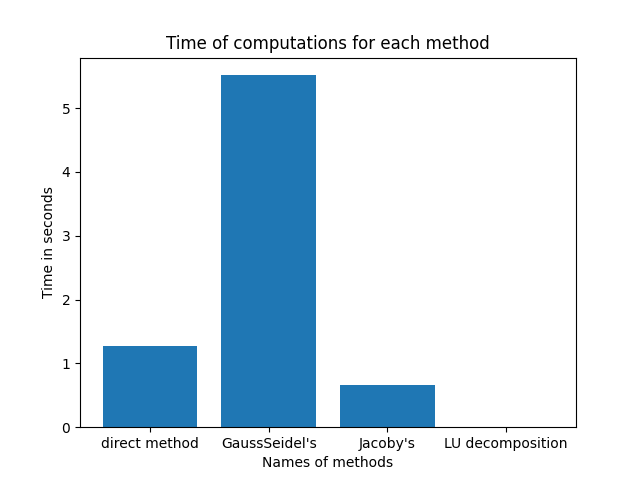 Time of computations for each method
5
4
3
2
1
0
Time in seconds
direct method
GaussSeidel's
Jacoby's
LU decomposition
Names of methods